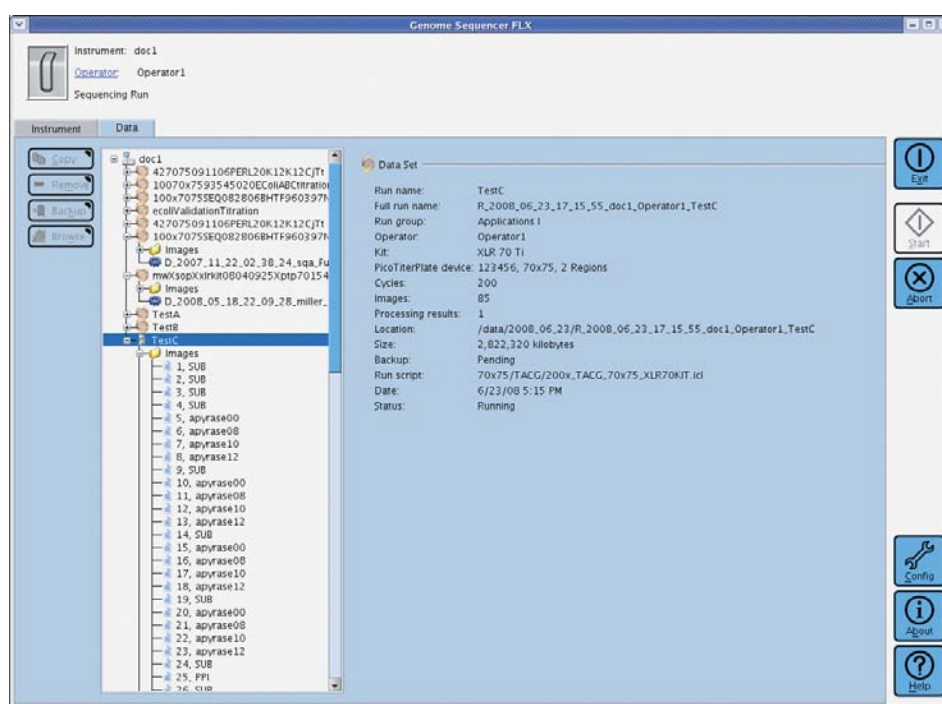 Genome Sequencer FLX
Instrument: doc1
Operator: Operator1
Sequencing Run
Instrument
Data
Copy
Remove
Backup
Browse
doc1
427075091106PERL20K12K12CJTt
10070x7593545020EColiABCtitration
100x7075SEQ082806BHTF960397N
ecoliValidationTitration
427075091106PERL20K12K12CJTt
100x7075SEQ082806BHTF960397N
Images
D_2007_11_22_02_38_24_sqa_Fu
mwXsopXxlrkit08040925Xptp70154
Images
D_2008_05_18_22_09_28_miller_
TestA
TestB
TestC
Images
1, SUB
2, SUB
3, SUB
4, SUB
5, apyrase00
6, apyrase08
7, apyrase10
8, apyrase12
9, SUB
10, apyrase00
11, apyrase08
12, apyrase10
13, apyrase12
14, SUB
15, apyrase00
16, apyrase08
17, apyrase10
18, apyrase12
19, SUB
20, apyrase00
21, apyrase08
22, apyrase10
23, apyrase12
24, SUB
25, PPI
26, SUB
Data Set
Run name: TestC
Full run name: R_2008_06_23_17_15_55_doc1_Operator1_TestC
Run group: Applications I
Operator: Operator1
Kit: XLR 70 Ti
PicoTiterPlate device: 123456, 70x75, 2 Regions
Cycles: 200
Images: 85
Processing results: 1
Location: /data/2008_06_23/R_2008_06_23_17_15_55_doc1_Operator1_TestC
Size: 2,822,320 kilobytes
Backup: Pending
Run script: 70x75/TACG/200x_TACG_70x75_XLR70KIT.icl
Date: 6/23/08 5:15 PM
Status: Running
Exit
Start
Abort
Config
About
Help